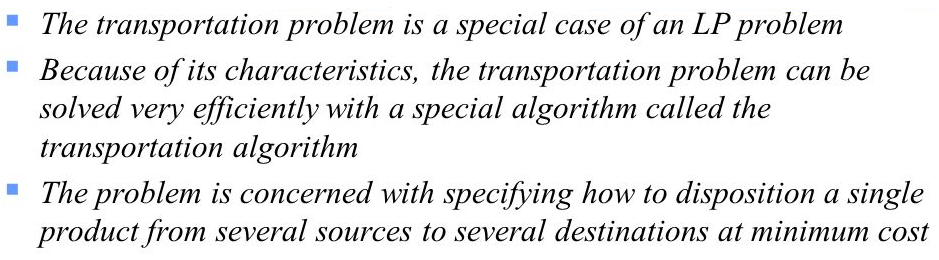 The transportation problem is a special case of an LP problem
Because of its characteristics, the transportation problem can be
solved very efficiently with a special algorithm called the
transportation algorithm
The problem is concerned with specifying how to disposition a single
product from several sources to several destinations at minimum cost